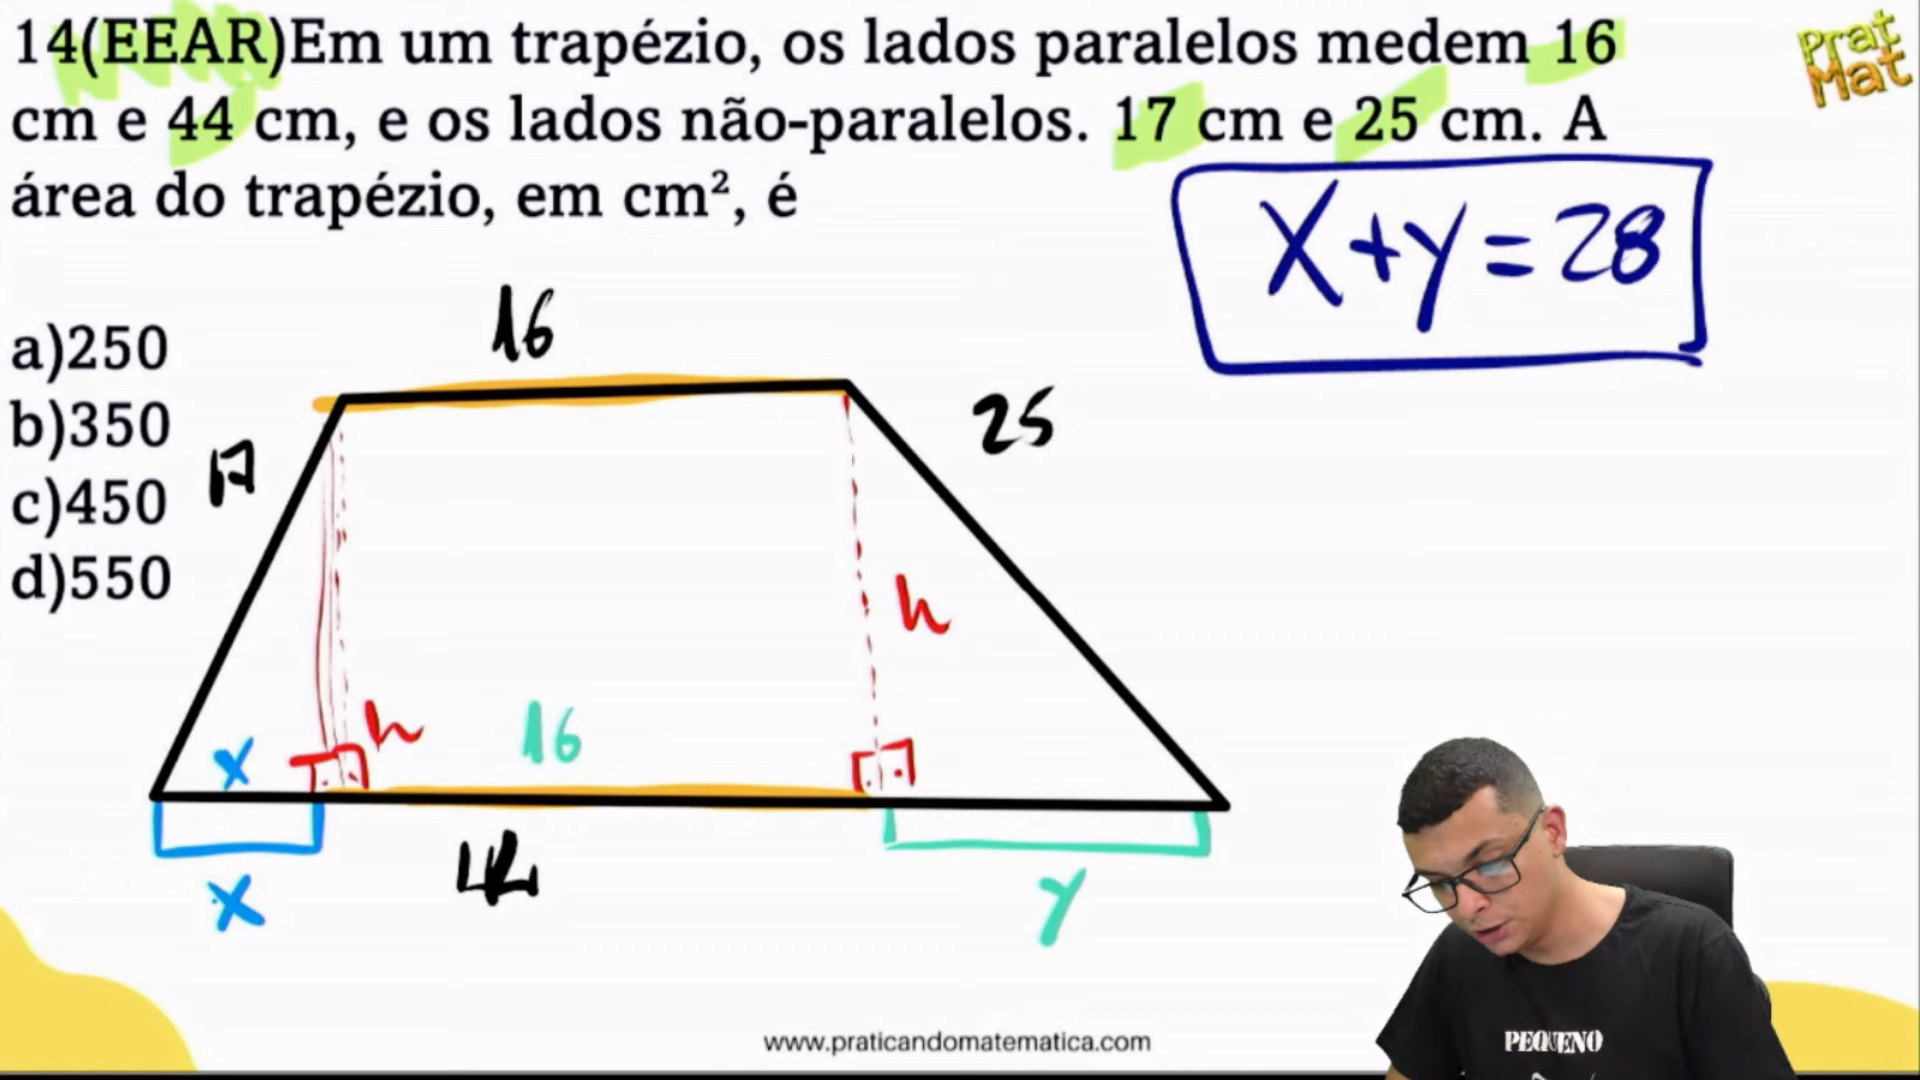 14(EEAR)Em um trapézio, os lados paralelos medem 16
cm e 44 cm, e os lados não-paralelos. 17 cm e 25 cm. A
área do trapézio, em cm², é
Prat
Mat
X+y=28
a)250
b)350
c)450
d)550
16
17
25
h
h
16
x
44
x
y
www.praticandomatematica.com
PEQUENO